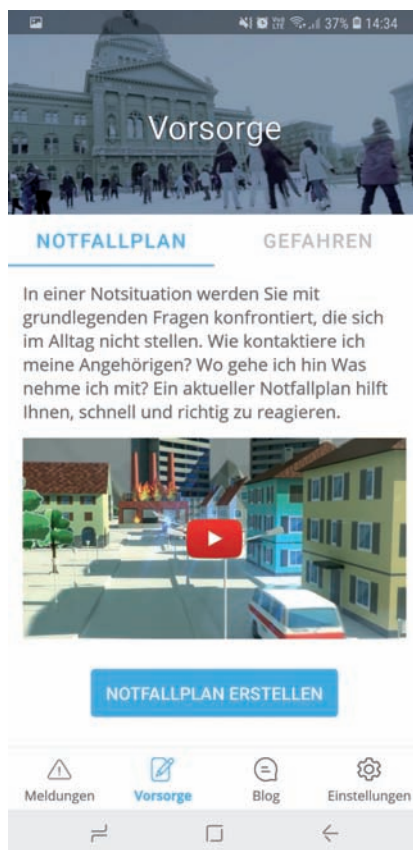 37% 14:34
Vorsorge
NOTFALLPLAN GEFAHREN
In einer Notsituation werden Sie mit
grundlegenden Fragen konfrontiert, die sich
im Alltag nicht stellen. Wie kontaktiere ich
meine Angehörigen? Wo gehe ich hin Was
nehme ich mit? Ein aktueller Notfallplan hilft
Ihnen, schnell und richtig zu reagieren.
NOTFALLPLAN ERSTELLEN
Meldungen Vorsorge Blog Einstellungen